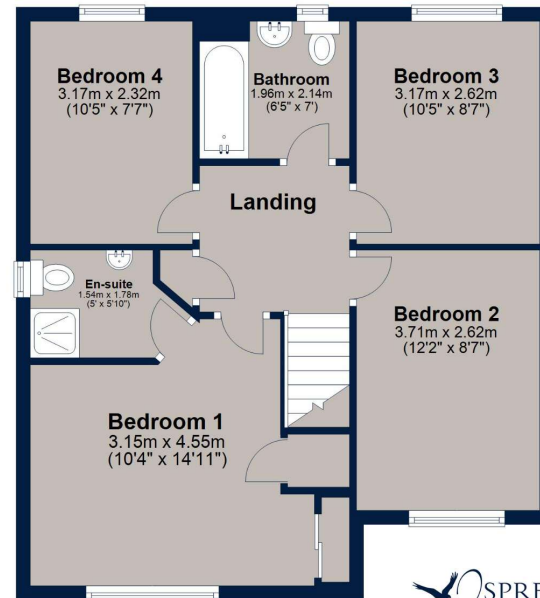 Bedroom 4
3.17m x 2.32m
(10'5" x 7'7")
Bathroom
1.96m x 2.14m
(6'5" x 7')
Bedroom 3
3.17m x 2.62m
(10'5" x 8'7")
Landing
En-suite
1.54m x 1.78m
(5' x 5'10")
Bedroom 2
3.71m x 2.62m
(12'2" x 8'7")
Bedroom 1
3.15m x 4.55m
(10'4" x 14'11")
OSPRE